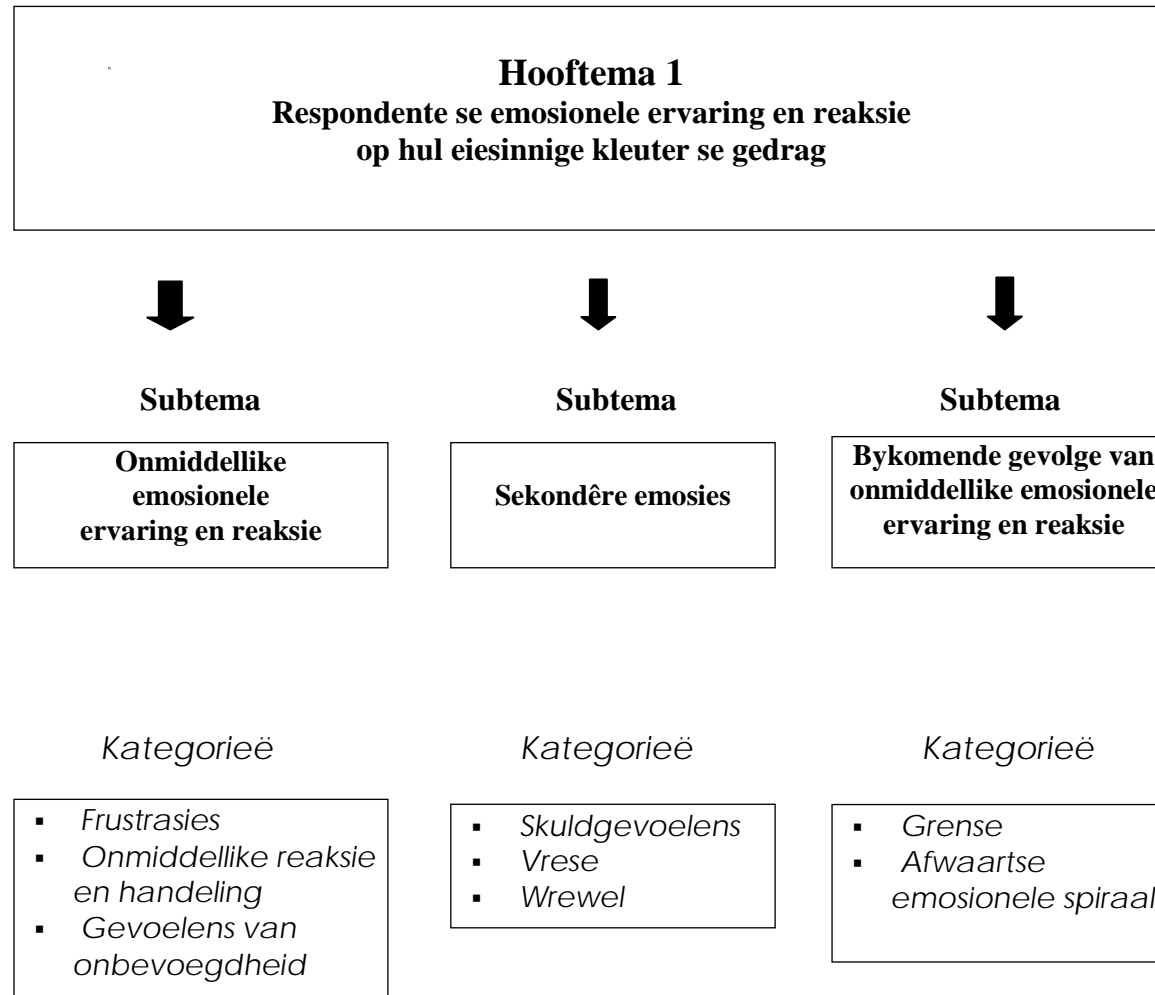 Hooftema 1
Respondente se emosionele ervaring en reaksie
op hul eiesinnige kleuter se gedrag
Subtema
Onmiddellike
emosionele
ervaring en reaksie
Subtema
Sekondêre emosies
Subtema
Bykomende gevolge van
onmiddellike emosionele
ervaring en reaksie
Kategorieë
▪ Frustrasies
▪ Onmiddellike reaksie
en handeling
▪ Gevoelens van
onbevoegdheid
Kategorieë
▪ Skuldgevoelens
▪ Vrese
▪ Wrewel
Kategorieë
▪ Grense
▪ Afwaartse
emosionele spiraal